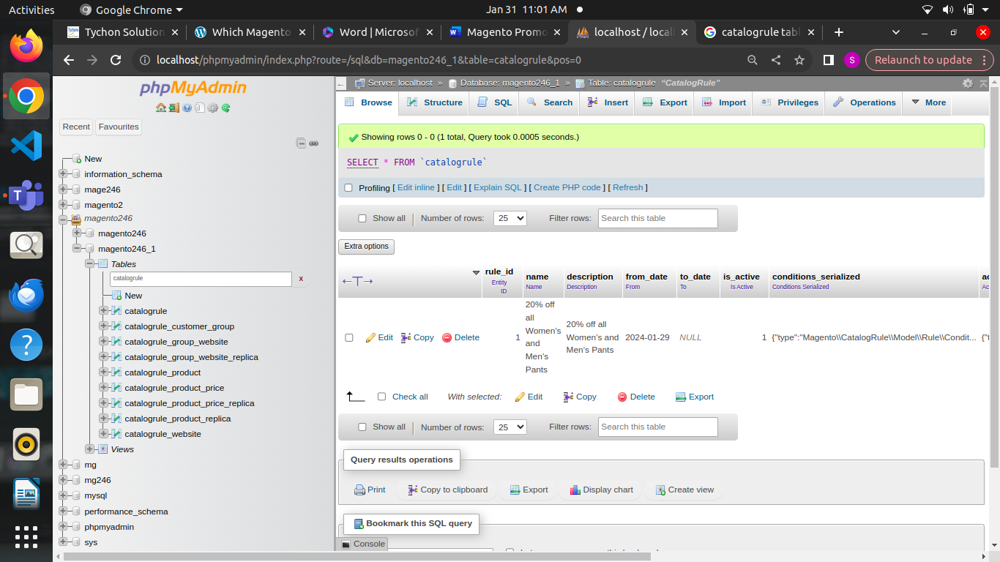 Activities
Google Chrome
Jan 31 11:01 AM
Tychon Solution
Which Magento
Word | Microsof
Magento Promo
localhost / local
catalogrule tabl
localhost/phpmyadmin/index.php?route=/sql&db=magento246_1&table=catalogrule&pos=0
S
Relaunch to update
phpMyAdmin
Recent
Favourites
New
information_schema
mage246
magento2
magento246
magento246
magento246_1
Tables
catalogrule
x
New
catalogrule
catalogrule_customer_group
catalogrule_group_website
catalogrule_group_website_replica
catalogrule_product
catalogrule_product_price
catalogrule_product_price_replica
catalogrule_product_replica
catalogrule_website
Views
mg
mg246
mysql
performance_schema
phpmyadmin
sys
Server: localhost » Database: magento246_1 » Table: catalogrule "CatalogRule"
Browse Structure SQL Search Insert Export Import Privileges Operations More
Showing rows 0 - 0 (1 total, Query took 0.0005 seconds.)
SELECT * FROM `catalogrule`
Profiling [ Edit inline ] [ Edit ] [ Explain SQL ] [ Create PHP code ] [ Refresh ]
Show all | Number of rows: 25 Filter rows: Search this table
Extra options
←T→ rule_id name description from_date to_date is_active conditions_serialized ac
Entity ID Name Description From To Is Active Conditions Serialized Ac
Edit Copy Delete
1
20% off
all
Women's
and
Men's
Pants
20% off all
Women's and
Men's Pants
2024-01-29
NULL
1
{"type":"Magento\\CatalogRule\\Model\\Rule\\Condit...
{"t
Check all With selected: Edit Copy Delete Export
Show all | Number of rows: 25 Filter rows: Search this table
Query results operations
Print Copy to clipboard Export Display chart Create view
Bookmark this SQL query
Console